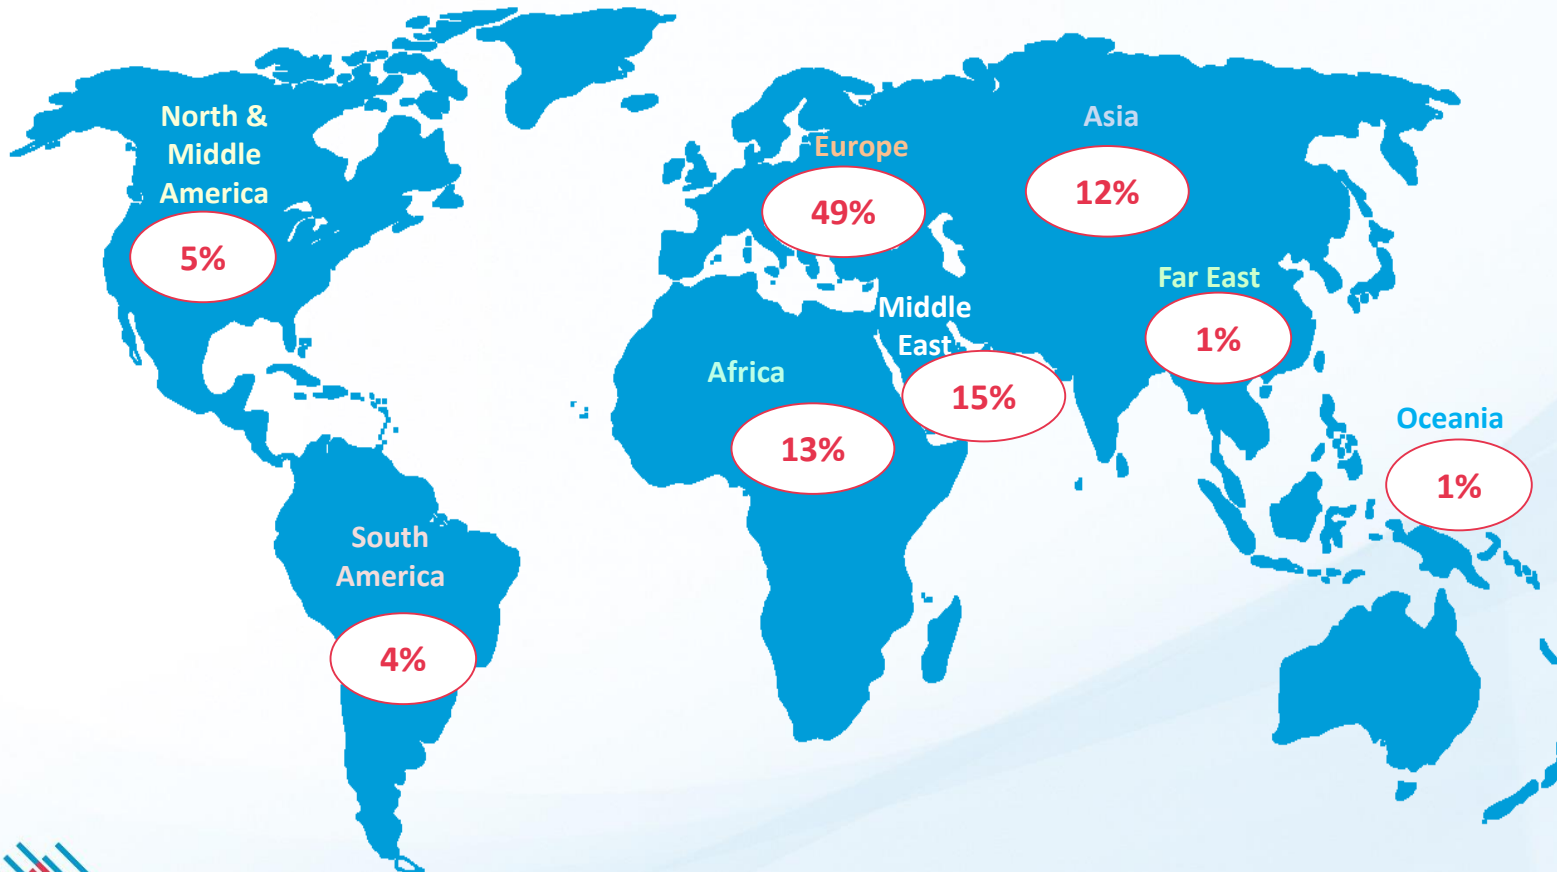 North &
Middle
America
5%
Europe
49%
Asia
12%
Far East
1%
Middle
East
15%
Africa
13%
Oceania
1%
South
America
4%